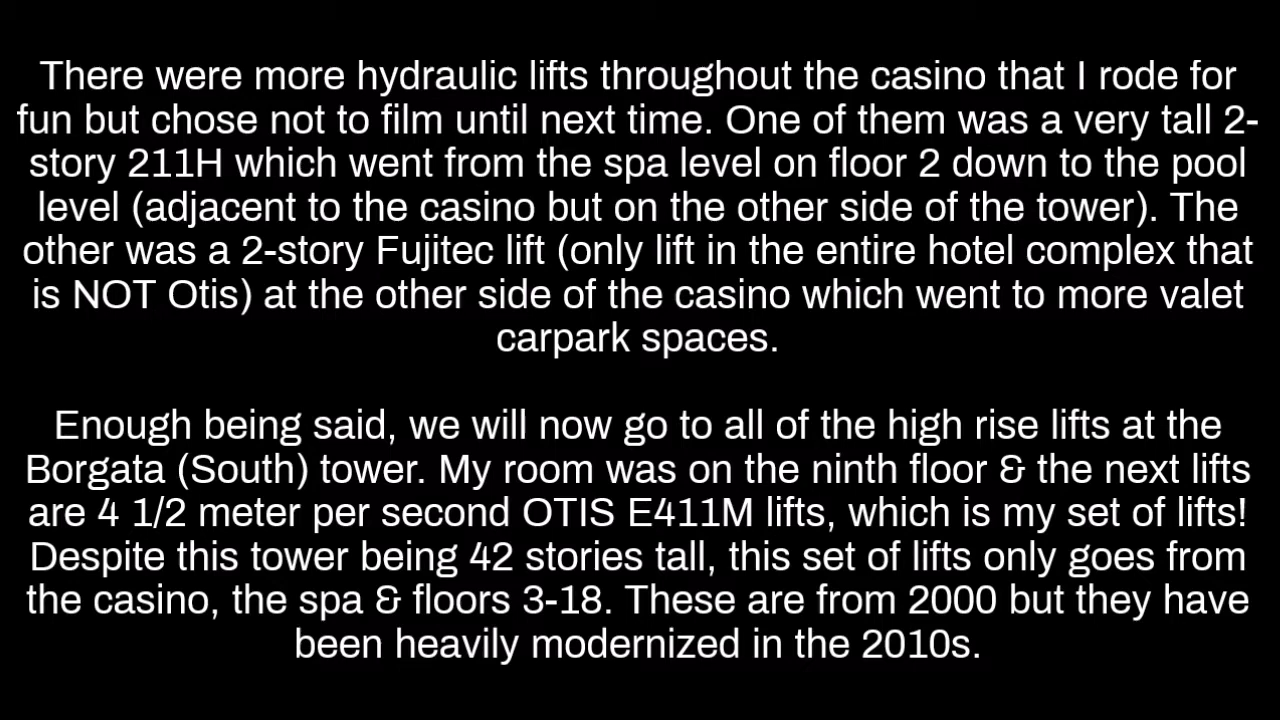 There were more hydraulic lifts throughout the casino that I rode for
fun but chose not to film until next time. One of them was a very tall 2-
story 211H which went from the spa level on floor 2 down to the pool
level (adjacent to the casino but on the other side of the tower). The
other was a 2-story Fujitec lift (only lift in the entire hotel complex that
is NOT Otis) at the other side of the casino which went to more valet
carpark spaces.
Enough being said, we will now go to all of the high rise lifts at the
Borgata (South) tower. My room was on the ninth floor & the next lifts
are 4 1/2 meter per second OTIS E411M lifts, which is my set of lifts!
Despite this tower being 42 stories tall, this set of lifts only goes from
the casino, the spa & floors 3-18. These are from 2000 but they have
been heavily modernized in the 2010s.